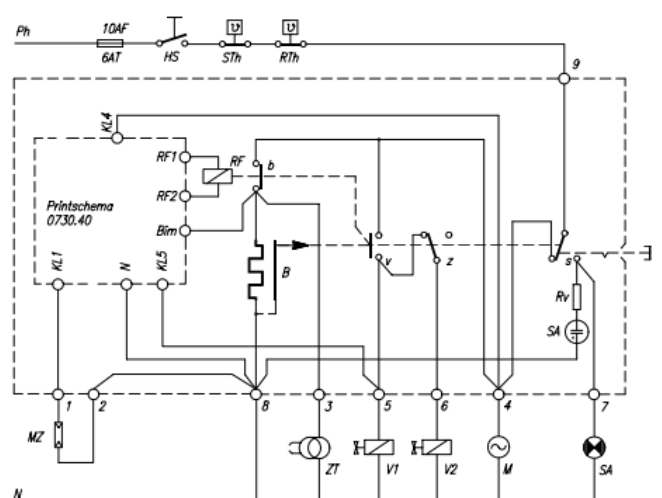 Ph
10AF
6AT
HS
STh
RTh
ϑ
ϑ
9
KL4
RF1
RF
b
RF2
Printschema
0730.40
Bim
KL1
N
KL5
B
v
z
s
Rv
SA
1
2
8
3
5
6
4
7
MZ
ZT
V1
V2
M
SA
N